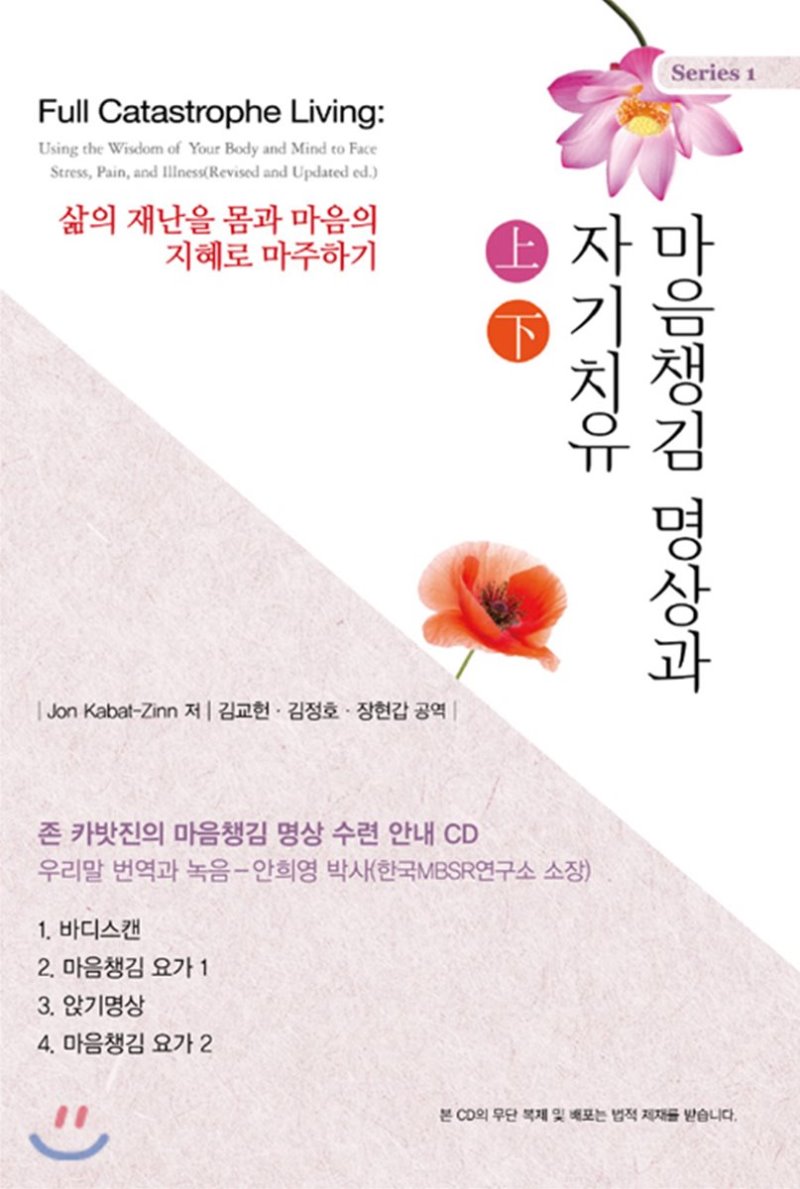 Series 1
Full Catastrophe Living:
Using the Wisdom of Your Body and Mind to Face
Stress, Pain, and Illness(Revised and Updated ed.)
삶의 재난을 몸과 마음의
지혜로 마주하기
마음챙김 명상과
자기치유
上
下
| Jon Kabat-Zinn 저 | 김교헌 · 김정호 · 장현갑 공역 |
존 카밧진의 마음챙김 명상 수련 안내 CD
우리말 번역과 녹음 – 안희영 박사(한국MBSR연구소 소장)
1. 바디스캔
2. 마음챙김 요가 1
3. 앉기명상
4. 마음챙김 요가 2
본 CD의 무단 복제 및 배포는 법적 제재를 받습니다.